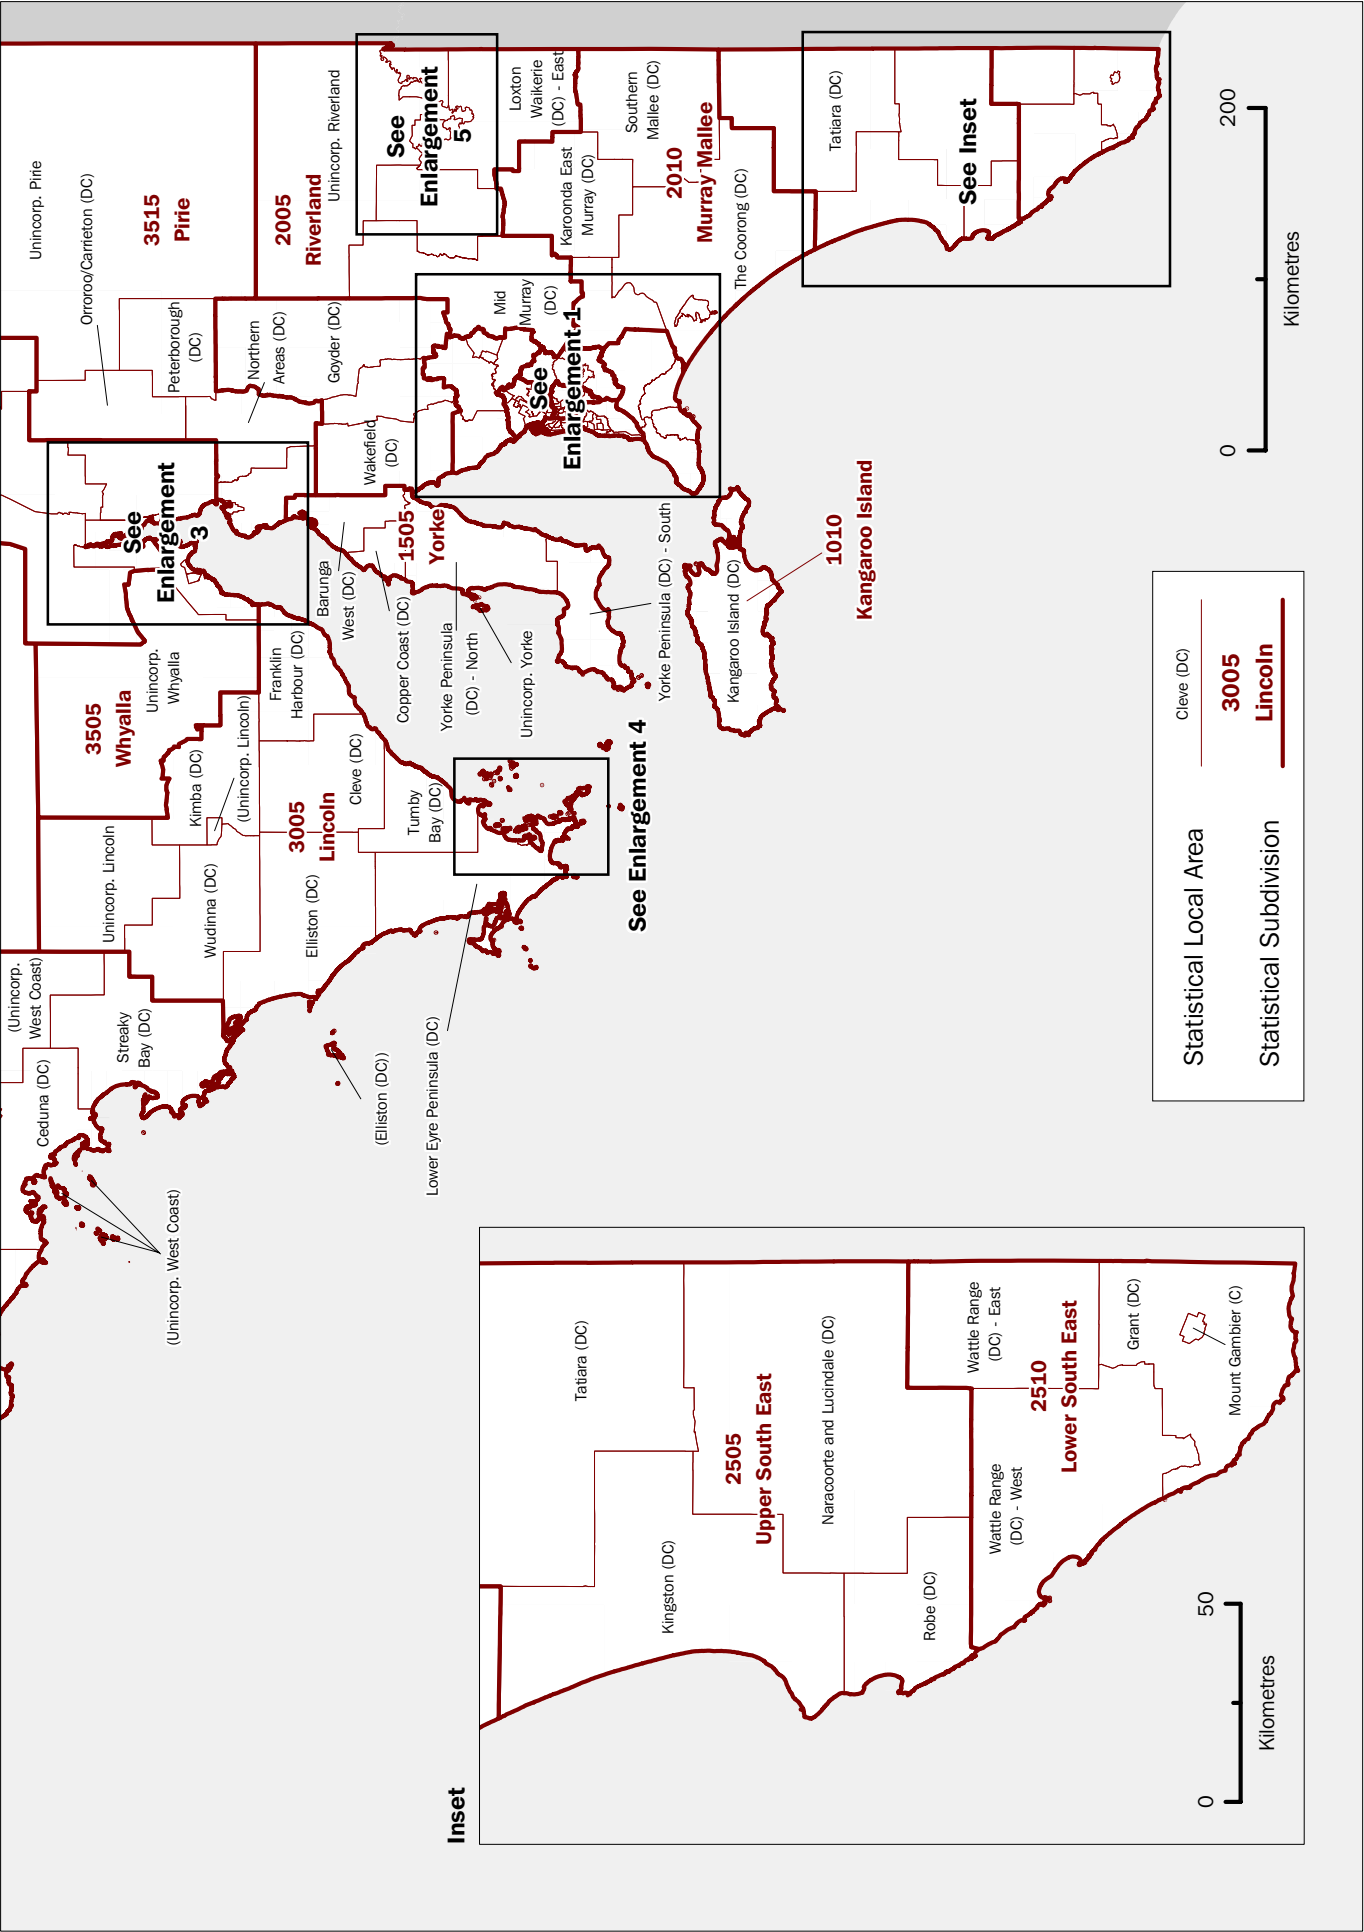 (Unincorp.
West Coast)
Ceduna (DC)
Streaky
Bay (DC)
(Unincorp. West Coast)
Unincorp. Lincoln
Wudinna (DC)
Kimba (DC)
(Unincorp. Lincoln)
3005
Lincoln
Elliston (DC)
(Elliston (DC))
Cleve (DC)
Tumby
Bay (DC)
Lower Eyre Peninsula (DC)
See Enlargement 4
Franklin
Harbour (DC)
3505
Whyalla
Unincorp.
Whyalla
See
Enlargement
3
Unincorp. Pirie
Orroroo/Carrieton (DC)
3515
Pirie
Peterborough
(DC)
Northern
Areas (DC)
Goyder (DC)
Wakefield
(DC)
2005
Riverland
Unincorp. Riverland
See
Enlargement
5
Loxton
Waikerie
(DC) - East
Mid
Murray
(DC)
See
Enlargement 1
Karoonda East
Murray (DC)
Southern
Mallee (DC)
2010
Murray Mallee
The Coorong (DC)
Tatiara (DC)
See Inset
Barunga
West (DC)
Copper Coast (DC)
1505
Yorke
Yorke Peninsula
(DC) - North
Unincorp. Yorke
Yorke Peninsula (DC) - South
Kangaroo Island (DC)
1010
Kangaroo Island
0
200
Kilometres
Statistical Local Area
Cleve (DC)
Statistical Subdivision
3005
Lincoln
Inset
Tatiara (DC)
Kingston (DC)
2505
Upper South East
Naracoorte and Lucindale (DC)
Robe (DC)
Wattle Range
(DC) - East
Wattle Range
(DC) - West
2510
Lower South East
Grant (DC)
Mount Gambier (C)
0
50
Kilometres